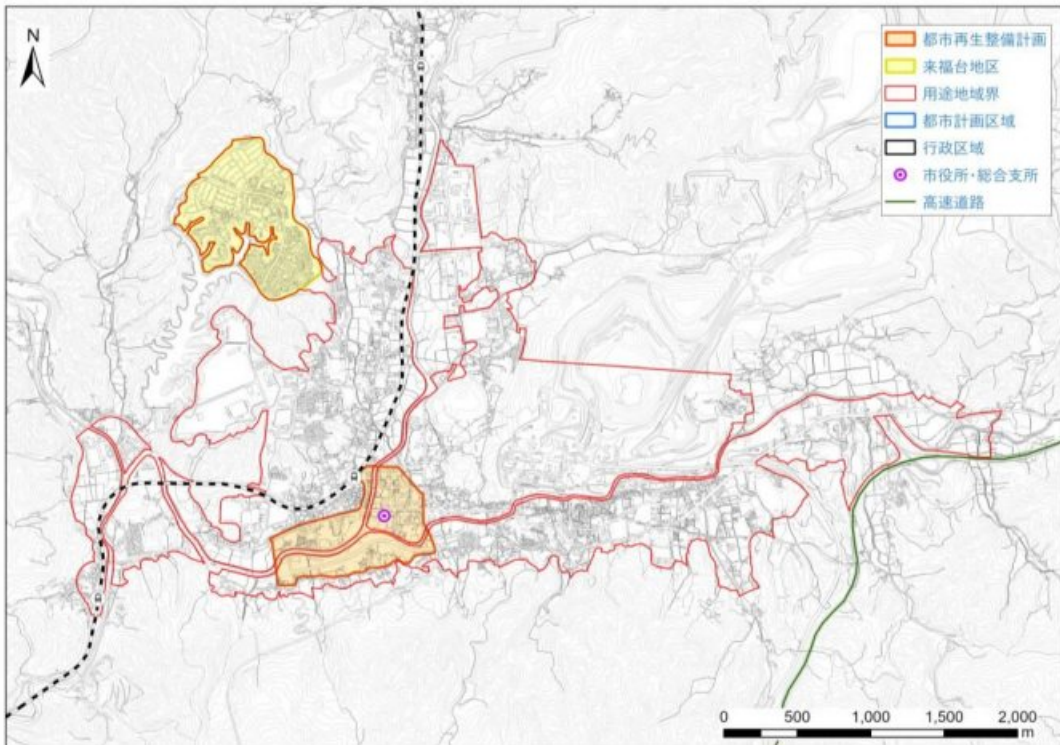 N
都市再生整備計画
来福台地区
用途地域界
都市計画区域
行政区域
市役所・総合支所
高速道路
0 500 1,000 1,500 2,000
m